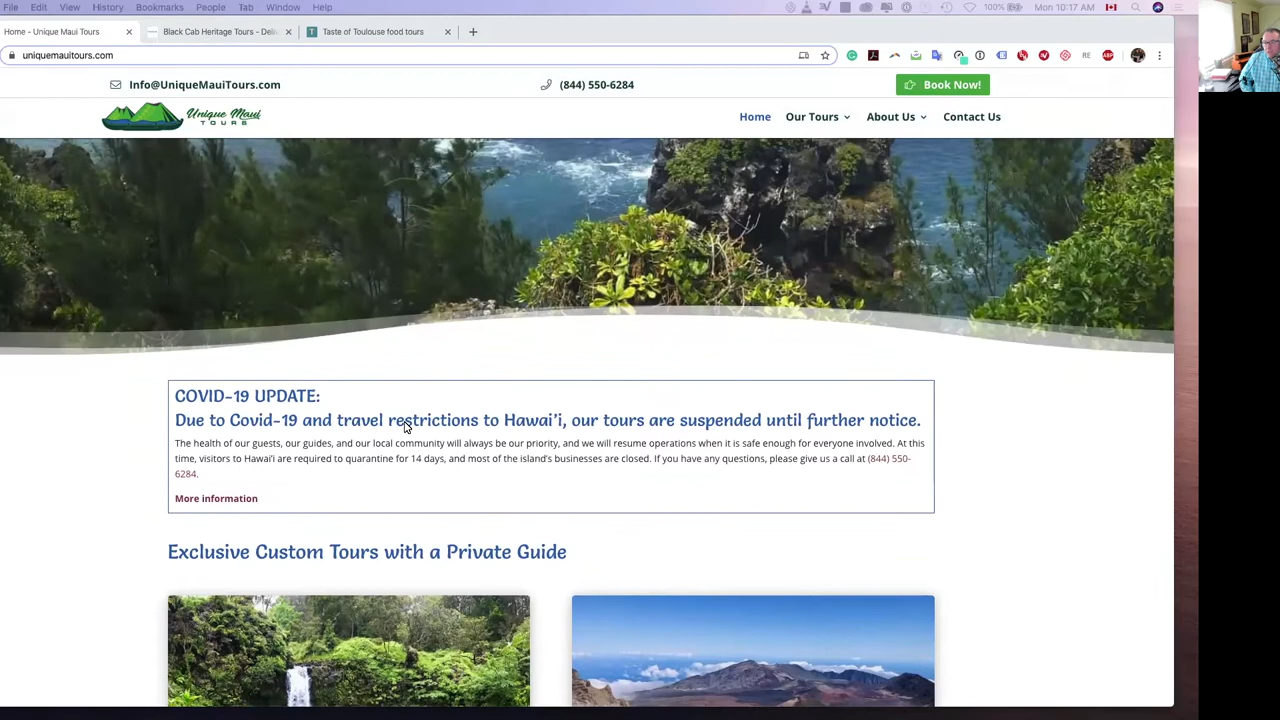 File Edit View History Bookmarks People Tab Window Help 100% Mon 10:17 AM
Home - Unique Maui Tours Black Cab Heritage Tours - Deli Taste of Toulouse food tours
uniquemauitours.com RE ABP
Info@UniqueMauiTours.com (844) 550-6284 Book Now!
Unique Maui
TOURS
Home Our Tours About Us Contact Us
COVID-19 UPDATE:
Due to Covid-19 and travel restrictions to Hawai’i, our tours are suspended until further notice.
The health of our guests, our guides, and our local community will always be our priority, and we will resume operations when it is safe enough for everyone involved. At this
time, visitors to Hawai’i are required to quarantine for 14 days, and most of the island's businesses are closed. If you have any questions, please give us a call at (844) 550-
6284.
More information
Exclusive Custom Tours with a Private Guide